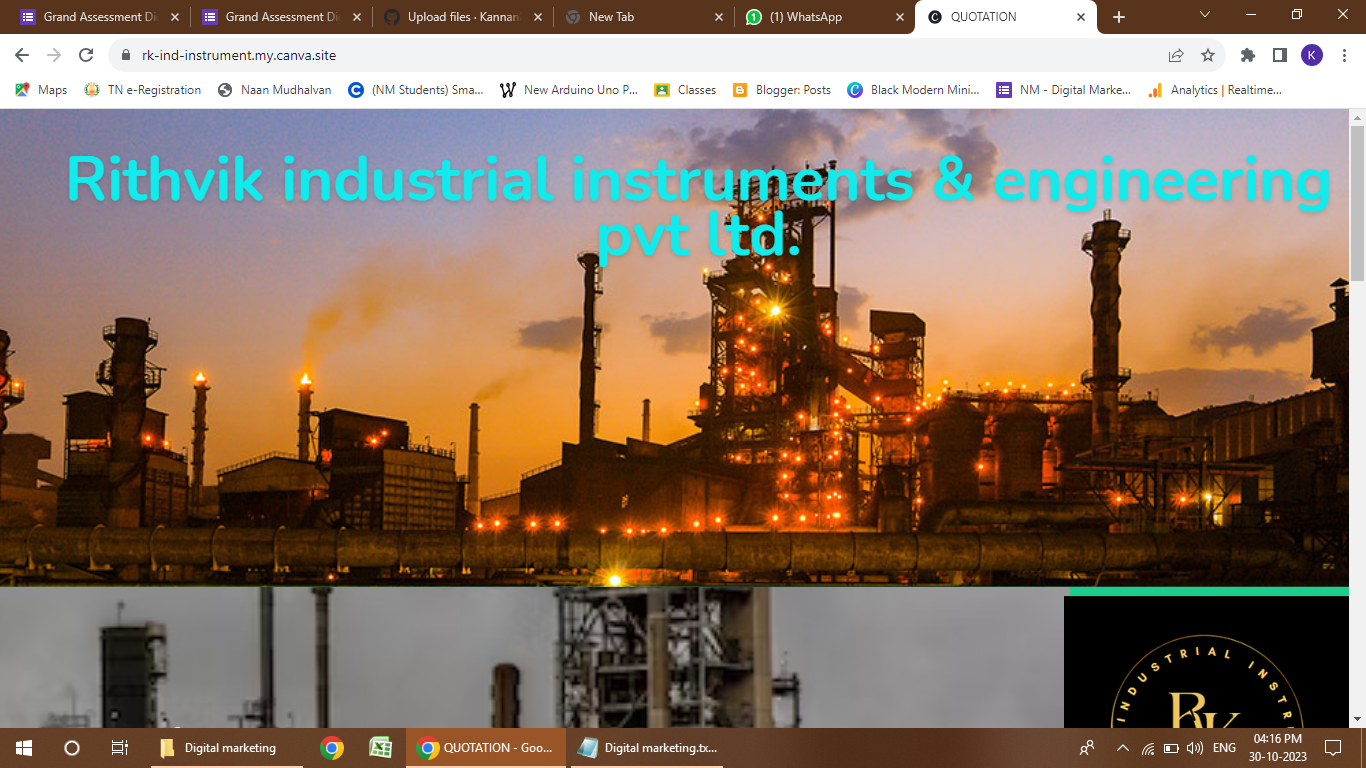 Grand Assessment Di
Grand Assessment Di
Upload files · Kannan
New Tab
(1) WhatsApp
QUOTATION
rk-ind-instrument.my.canva.site
K
Maps
TN e-Registration
Naan Mudhalvan
(NM Students) Sma...
New Arduino Uno P...
Classes
Blogger: Posts
Black Modern Mini...
NM - Digital Marke...
Analytics | Realtime...
Rithvik industrial instruments & engineering
pvt ltd.
INDUSTRIAL INSTR
RK
Digital marketing
QUOTATION - Goo...
Digital marketing.tx...
ENG
04:16 PM
30-10-2023